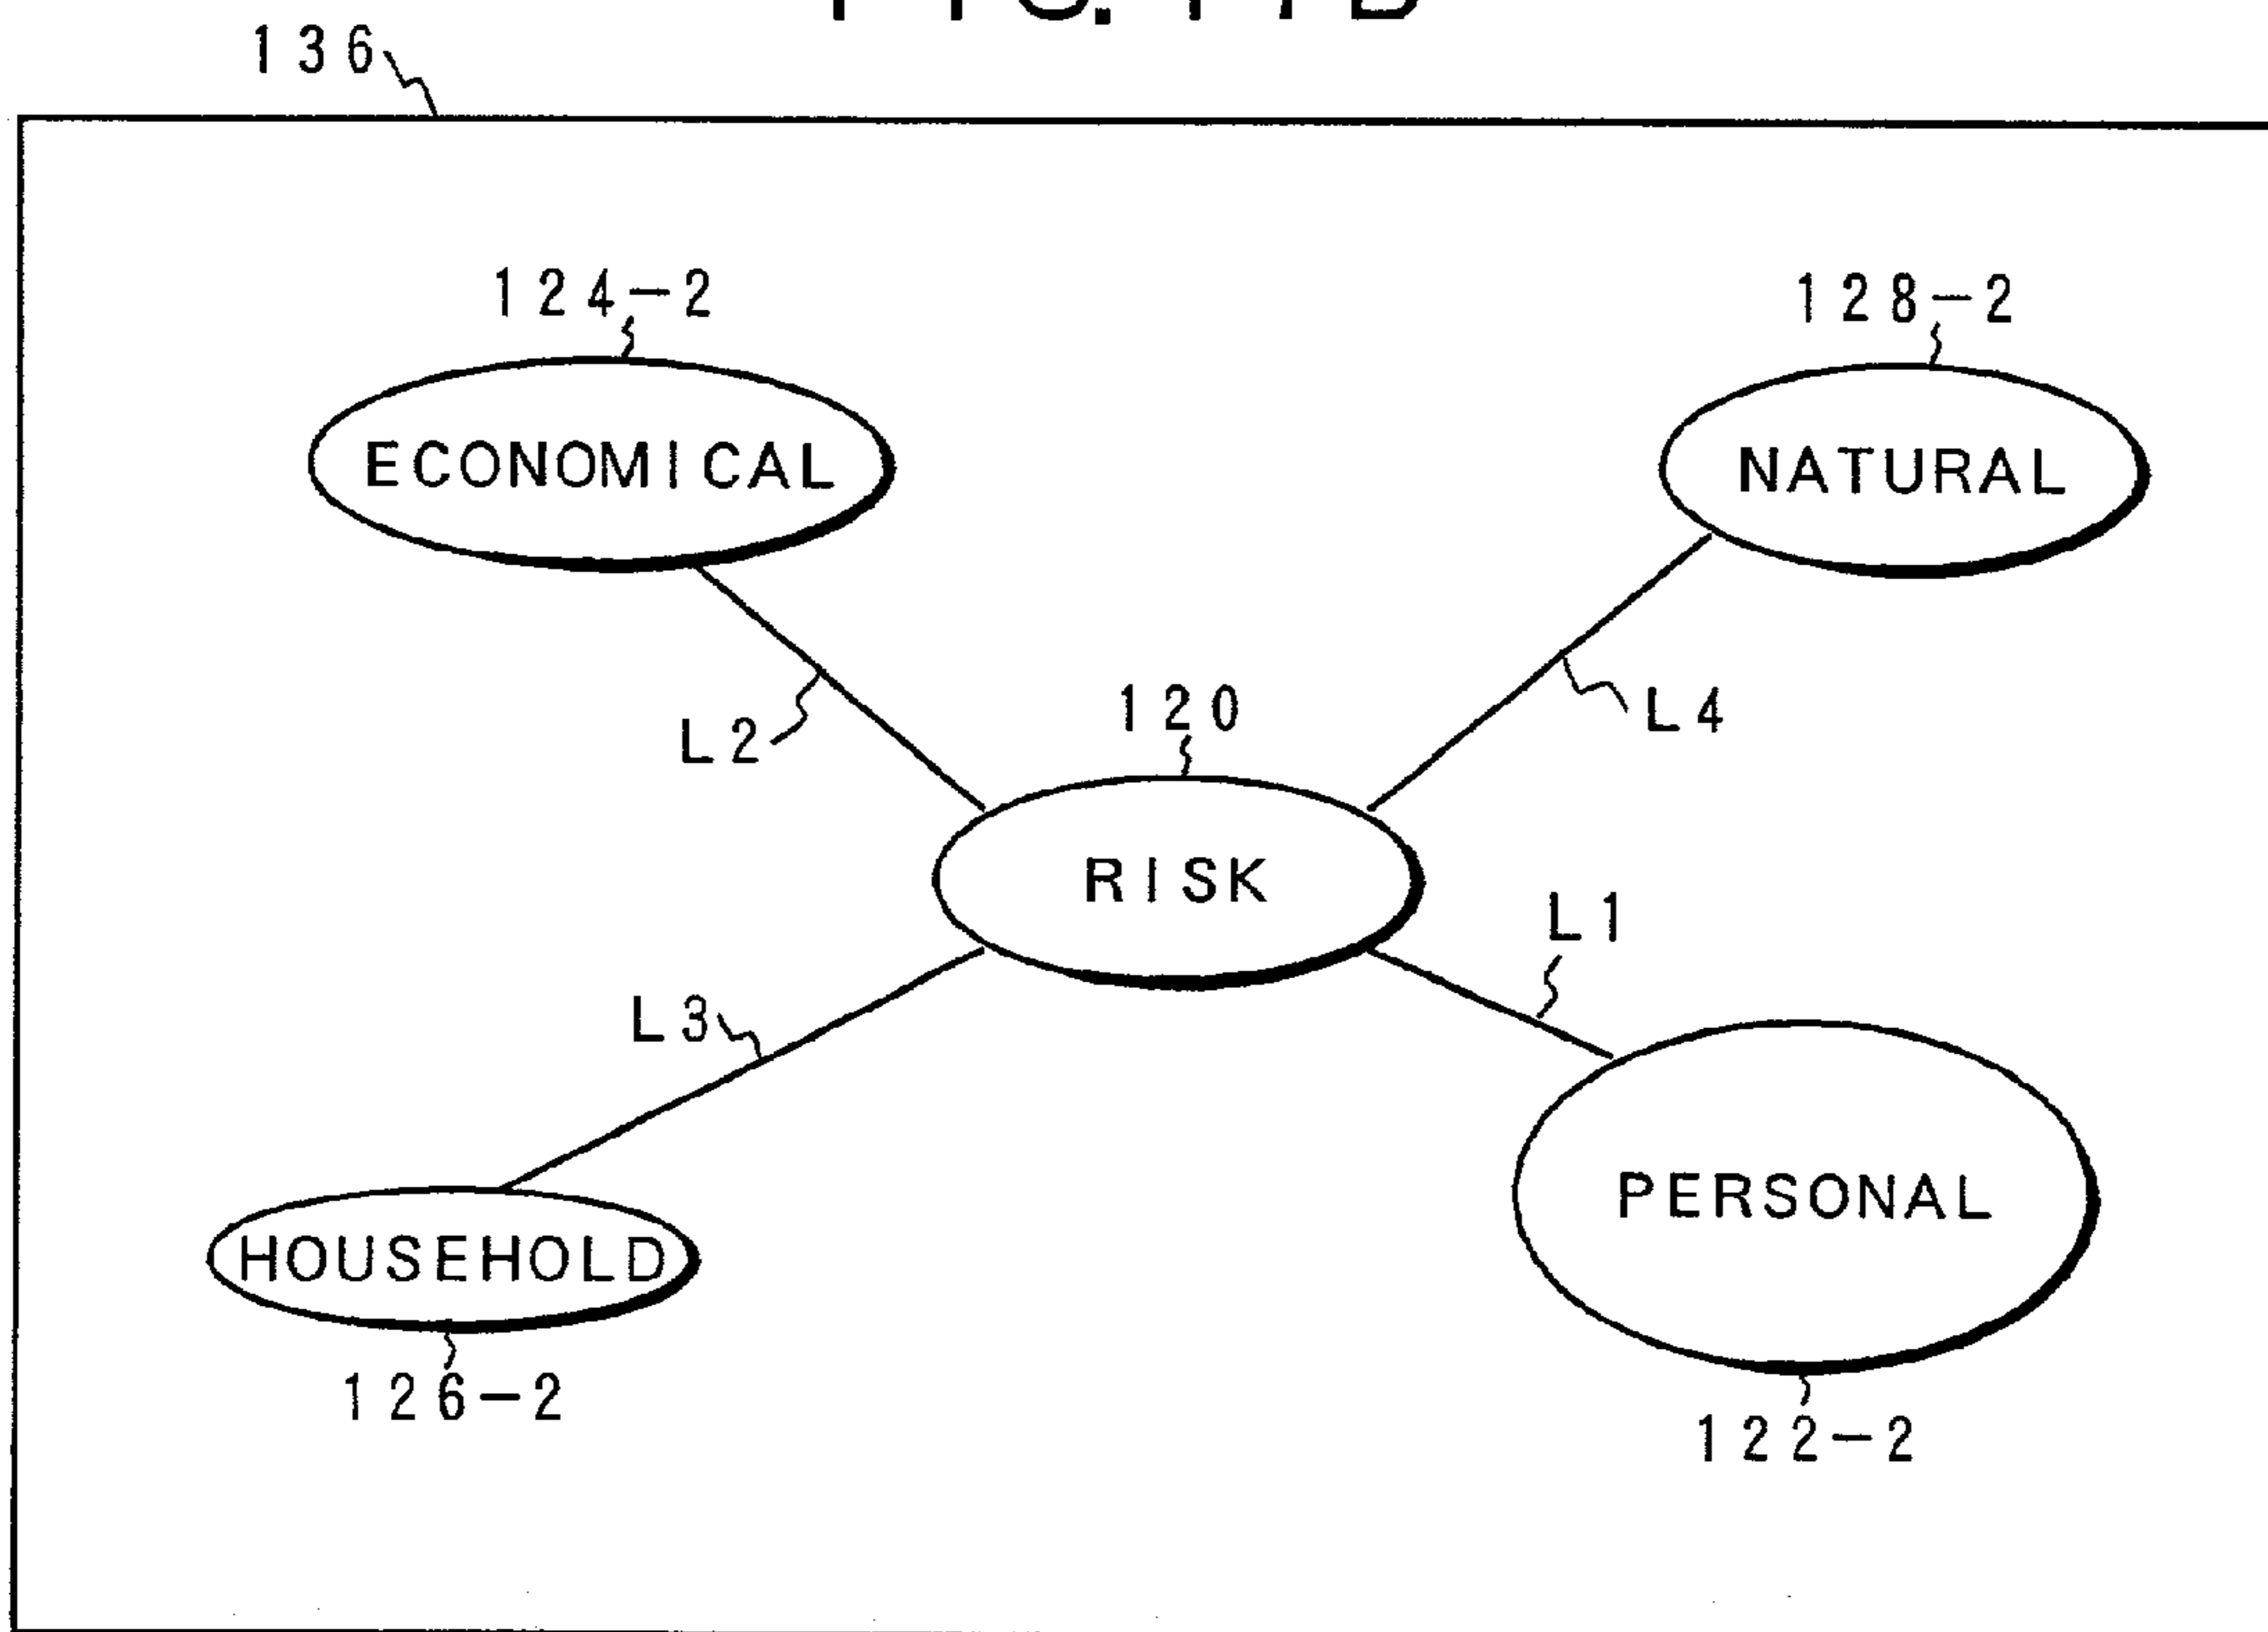 136
124-2
128-2
ECONOMICAL
NATURAL
L2
120
L4
RISK
L1
L3
PERSONAL
HOUSEHOLD
126-2
122-2